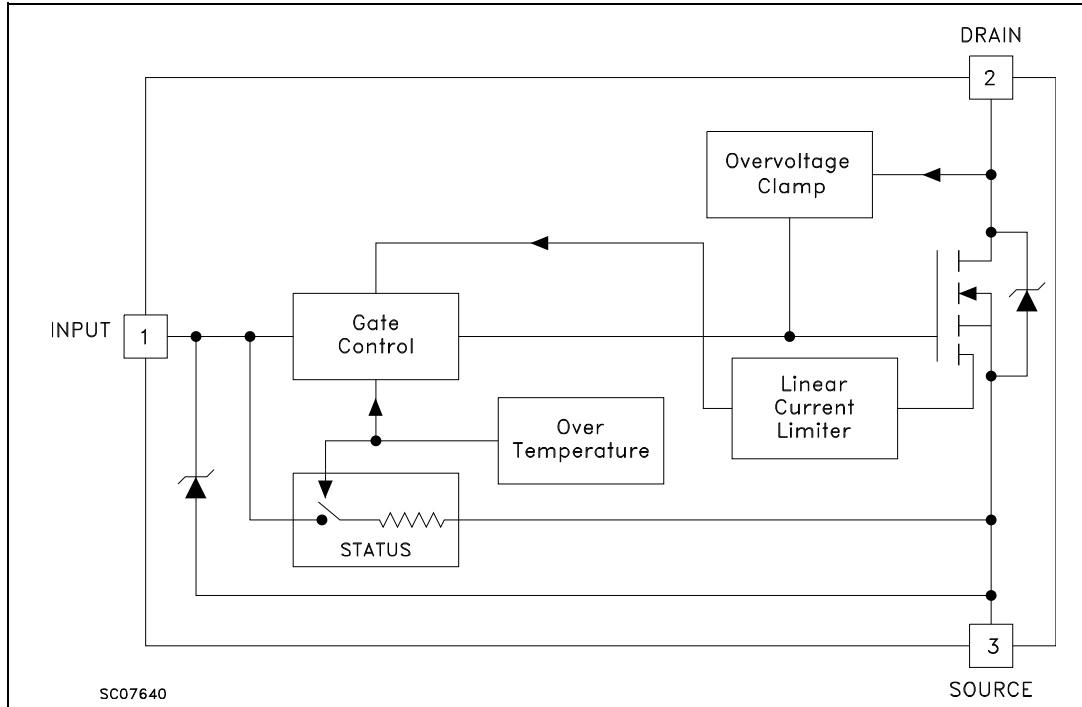 DRAIN
2
Overvoltage
Clamp
INPUT
1
Gate
Control
Linear
Current
Limiter
Over
Temperature
STATUS
3
SC07640
SOURCE